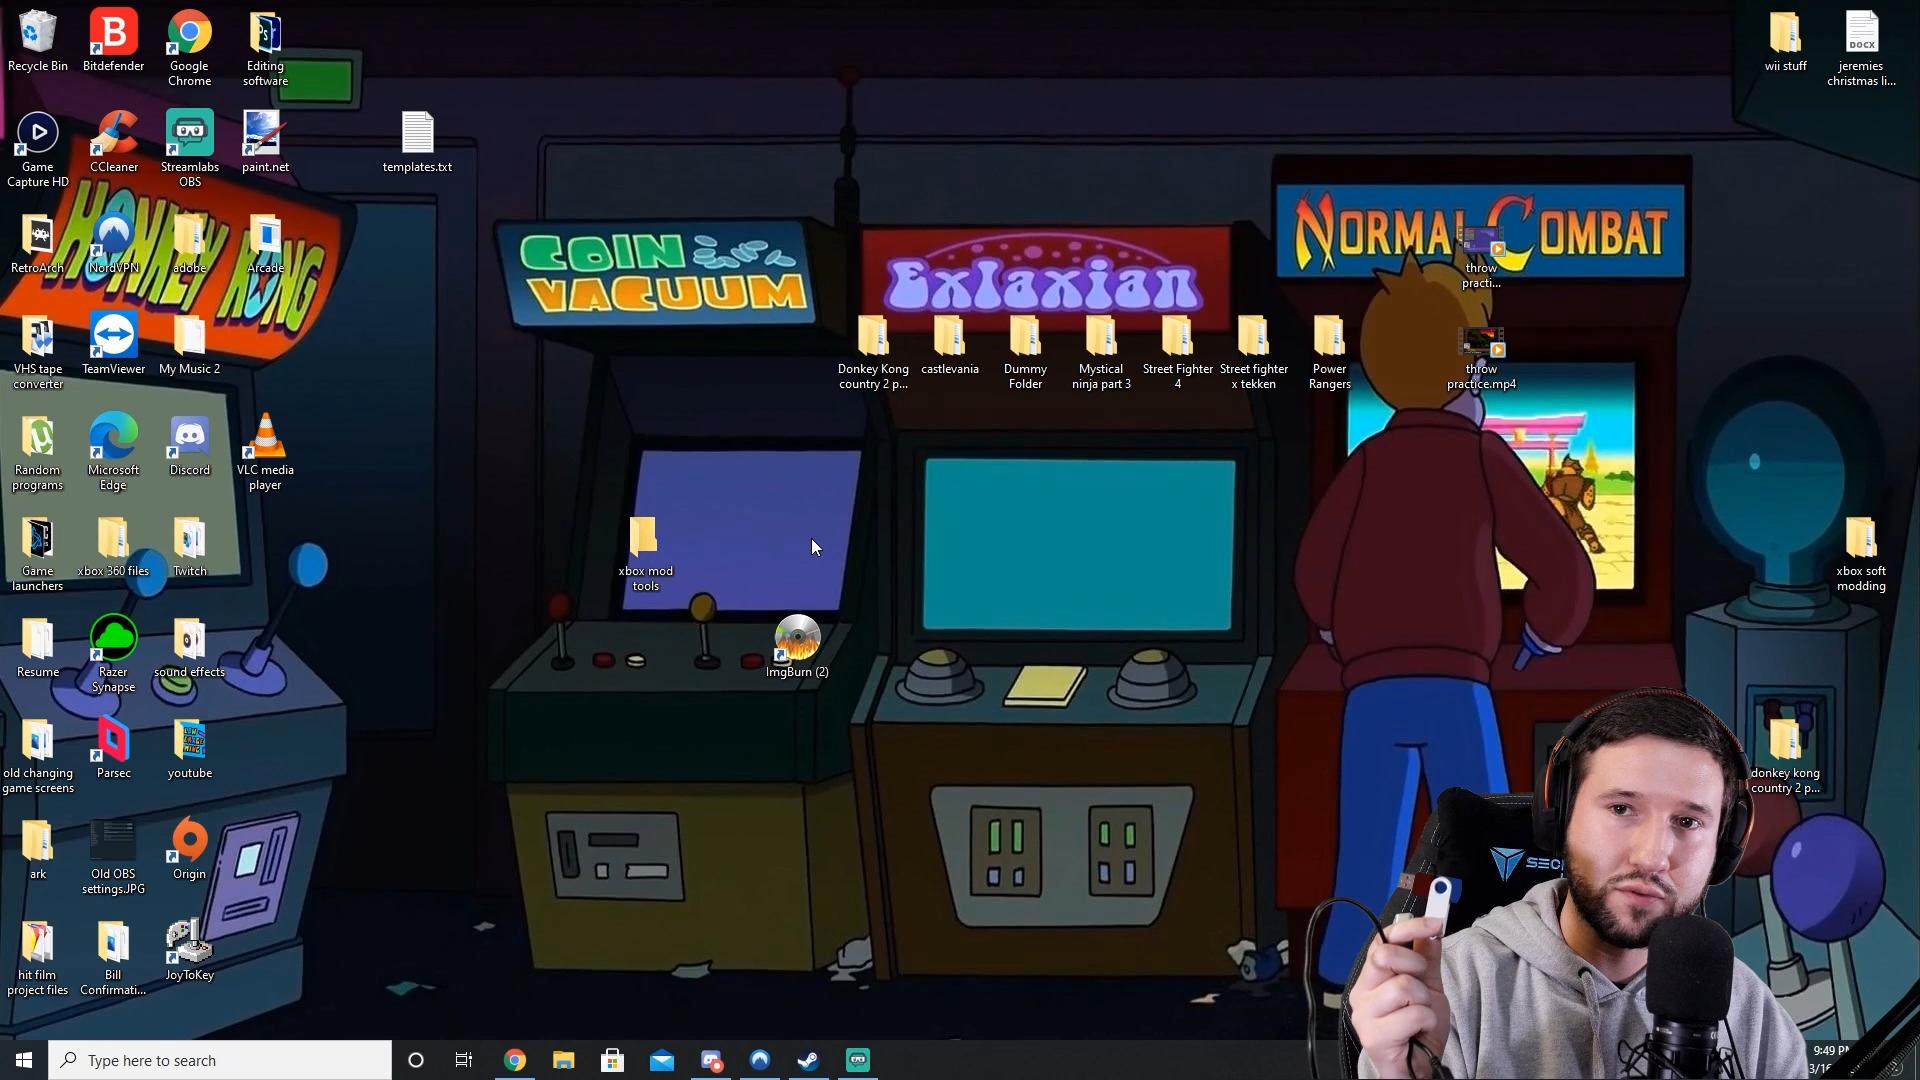 Recycle Bin
Bitdefender
Google
Chrome
Editing
software
wii stuff
jeremies
christmas li...
DOCX
Game
Capture HD
CCleaner
Streamlabs
OBS
paint.net
templates.txt
HONKEY KONG
COIN
VACUUM
Exlaxian
NORMAL COMBAT
RetroArch
NordVPN
adobe
Arcade
throw
practi...
VHS tape
converter
TeamViewer
My Music 2
Donkey Kong
country 2 p...
castlevania
Dummy
Folder
Mystical
ninja part 3
Street Fighter
4
Street fighter
x tekken
Power
Rangers
throw
practice.mp4
Random
programs
Microsoft
Edge
Discord
VLC media
player
Game
launchers
xbox 360 files
Twitch
xbox mod
tools
xbox soft
modding
Resume
Razer
Synapse
sound effects
ImgBurn (2)
old changing
game screens
Parsec
youtube
donkey kong
country 2 p...
ark
Old OBS
settings.JPG
Origin
hit film
project files
Bill
Confirmati...
JoyToKey
Type here to search
9:49 PM